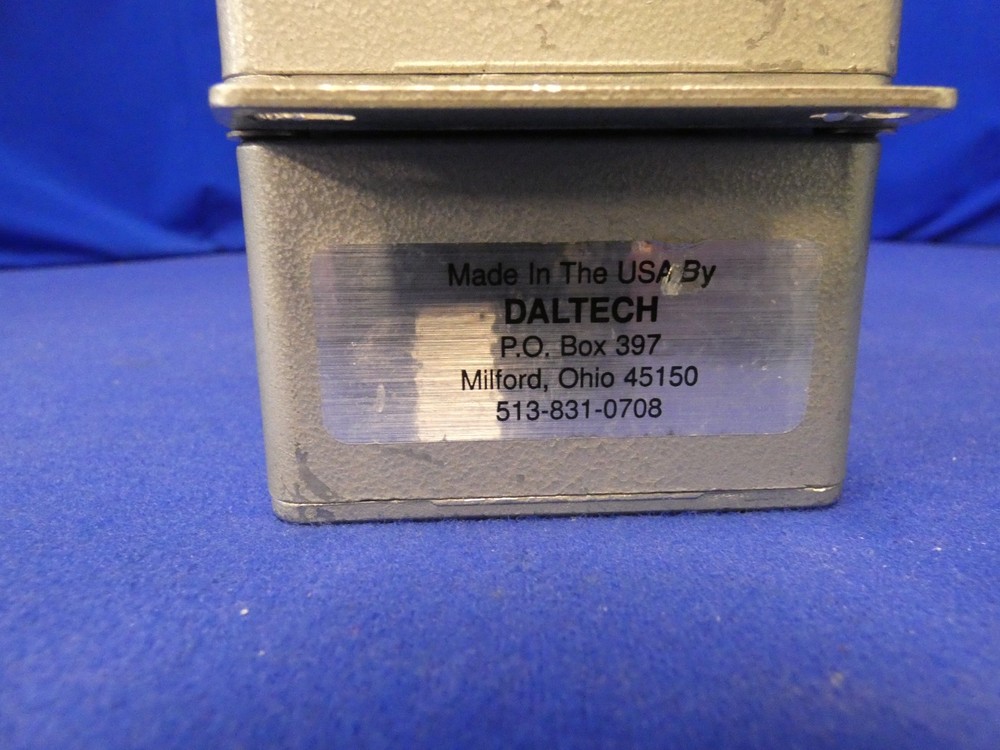 Made In The USA By
DALTECH
P.O. Box 397
Milford, Ohio 45150
513-831-0708